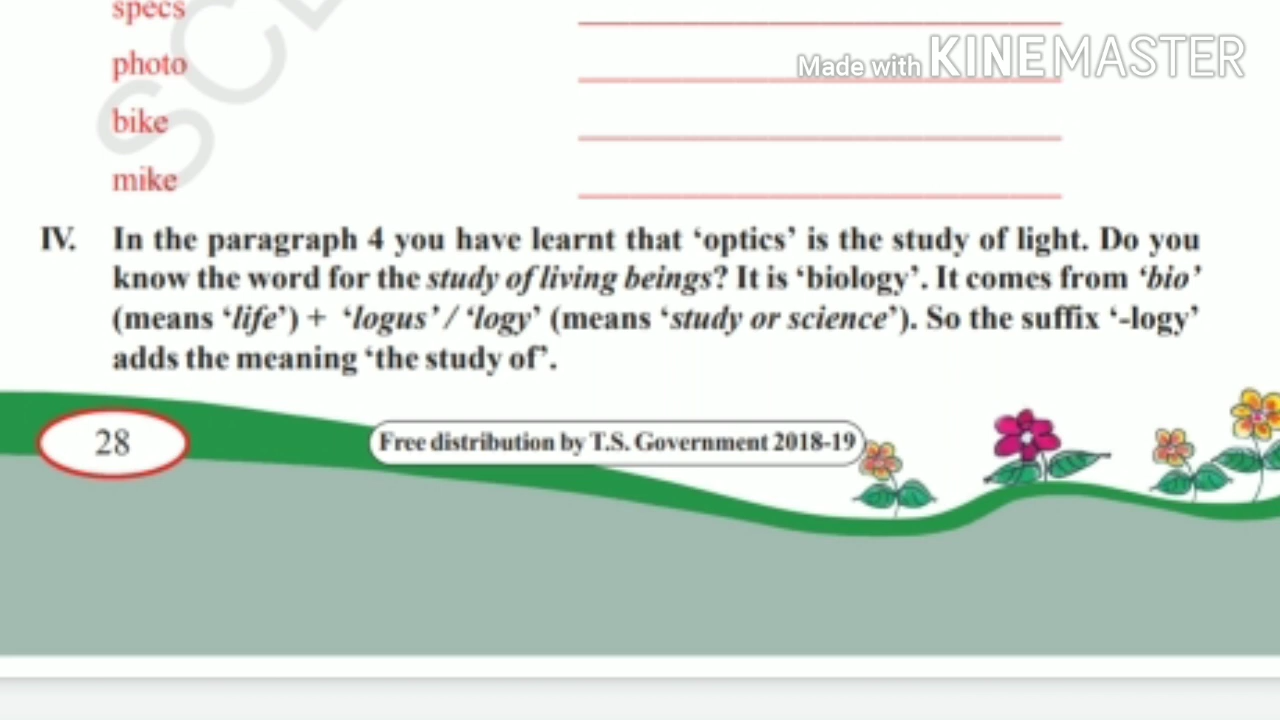 specs
Made with KINEMASTER
photo
bike
mike
IV. In the paragraph 4 you have learnt that ‘optics’ is the study of light. Do you
know the word for the study of living beings? It is ‘biology’. It comes from ‘bio’
(means ‘life’) + ‘logus’ / ‘logy’ (means ‘study or science’). So the suffix ‘-logy’
adds the meaning ‘the study of’.
28
Free distribution by T.S. Government 2018-19